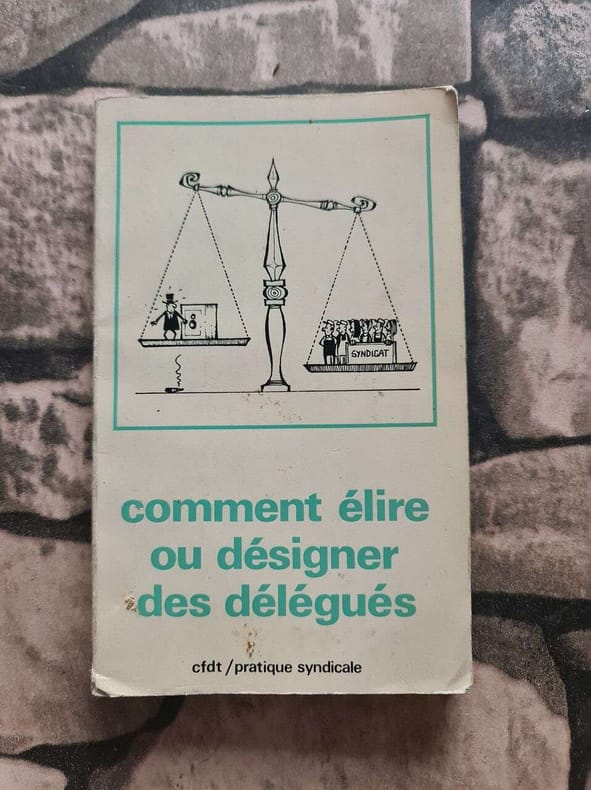 SYNDICAT
comment élire
ou désigner
des délégués
cfdt/pratique syndicale